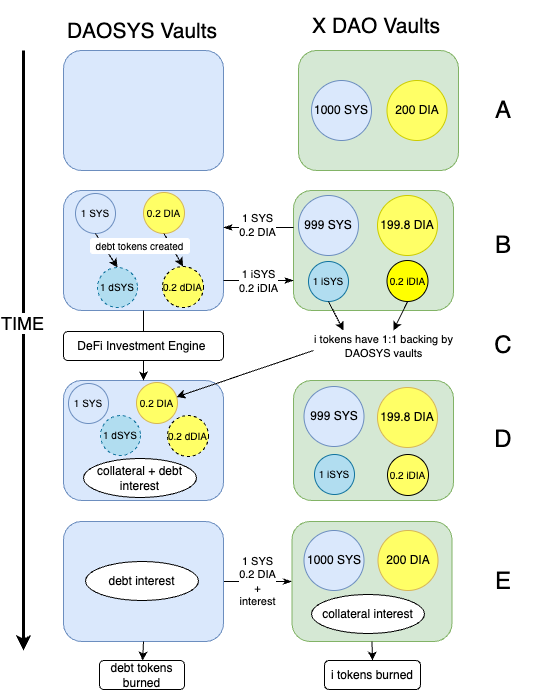 DAOSYS Vaults
X DAO Vaults
1000 SYS
200 DIA
A
TIME
1 SYS
0.2 DIA
debt tokens created
1 dSYS
0.2 dDIA
1 SYS
0.2 DIA
1 iSYS
0.2 iDIA
999 SYS
199.8 DIA
1 iSYS
0.2 iDIA
B
DeFi Investment Engine
i tokens have 1:1 backing by
DAOSYS vaults
C
1 SYS
0.2 DIA
1 dSYS
0.2 dDIA
collateral + debt
interest
999 SYS
199.8 DIA
1 iSYS
0.2 iDIA
D
debt interest
1 SYS
0.2 DIA
+
interest
1000 SYS
200 DIA
collateral interest
E
debt tokens
burned
i tokens burned